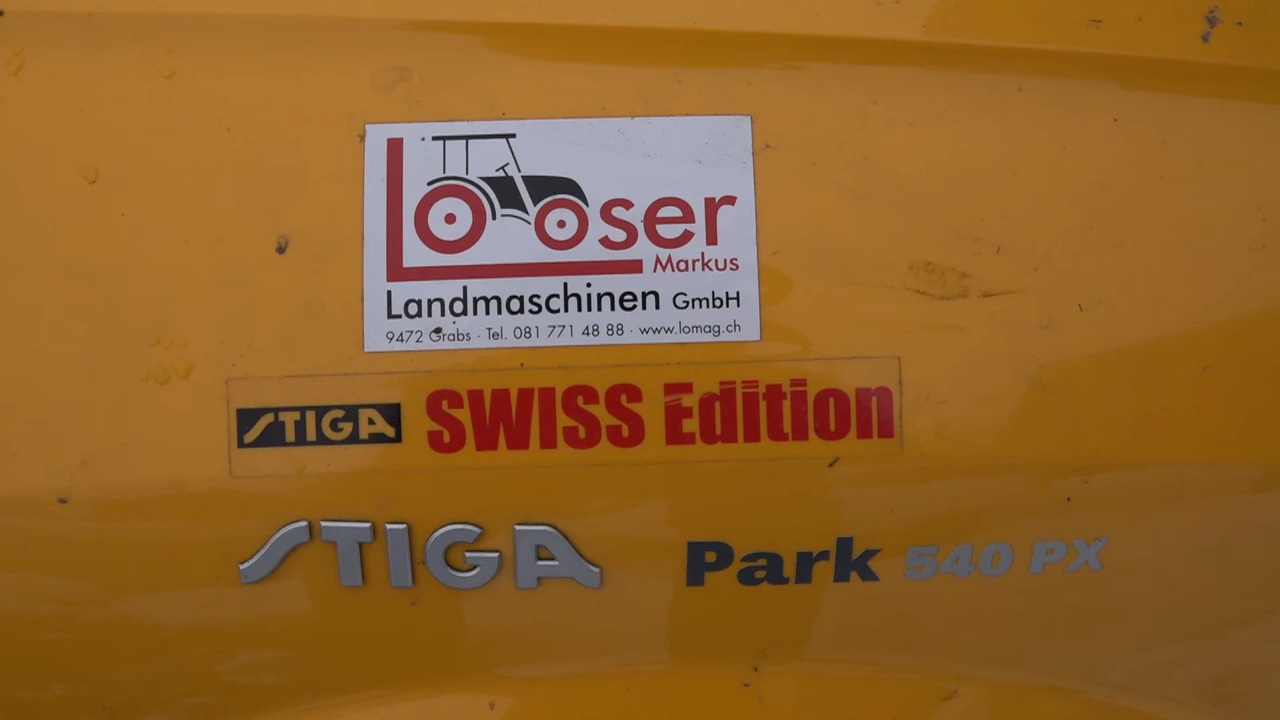 Looser
Markus
Landmaschinen GmbH
9472 Grabs · Tel. 081 771 48 88 · www.lomag.ch
STIGA SWISS Edition
STIGA Park 540 PX